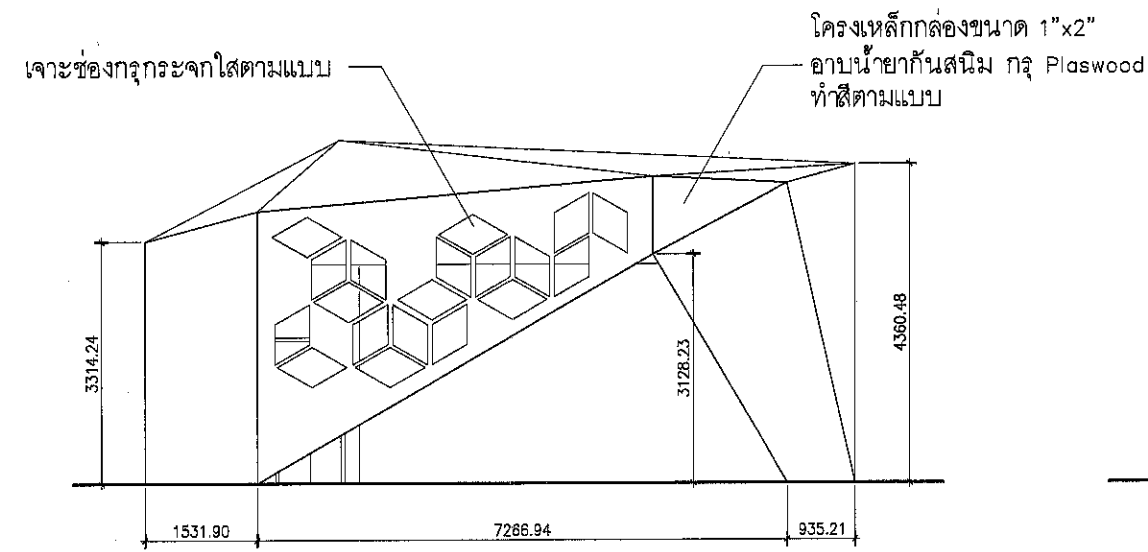 โครงเหล็กกล่องขนาด 1"x2"
เจาะช่องกรุกระจกใสตามแบบ
อาบน้ำยากันสนิม กรุ Plaswood
ทำสีตามแบบ
3314.24
3128.23
4360.48
1531.90
7266.94
935.21